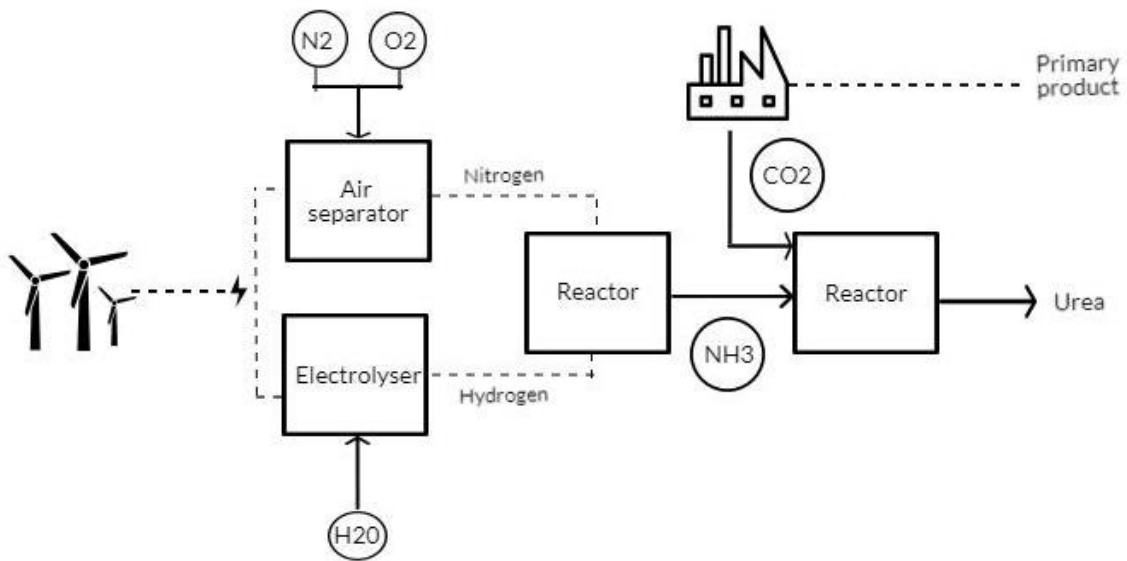 N2
O2
Primary
product
Air
separator
Nitrogen
CO2
Reactor
Reactor
Urea
NH3
Electrolyser
Hydrogen
H20